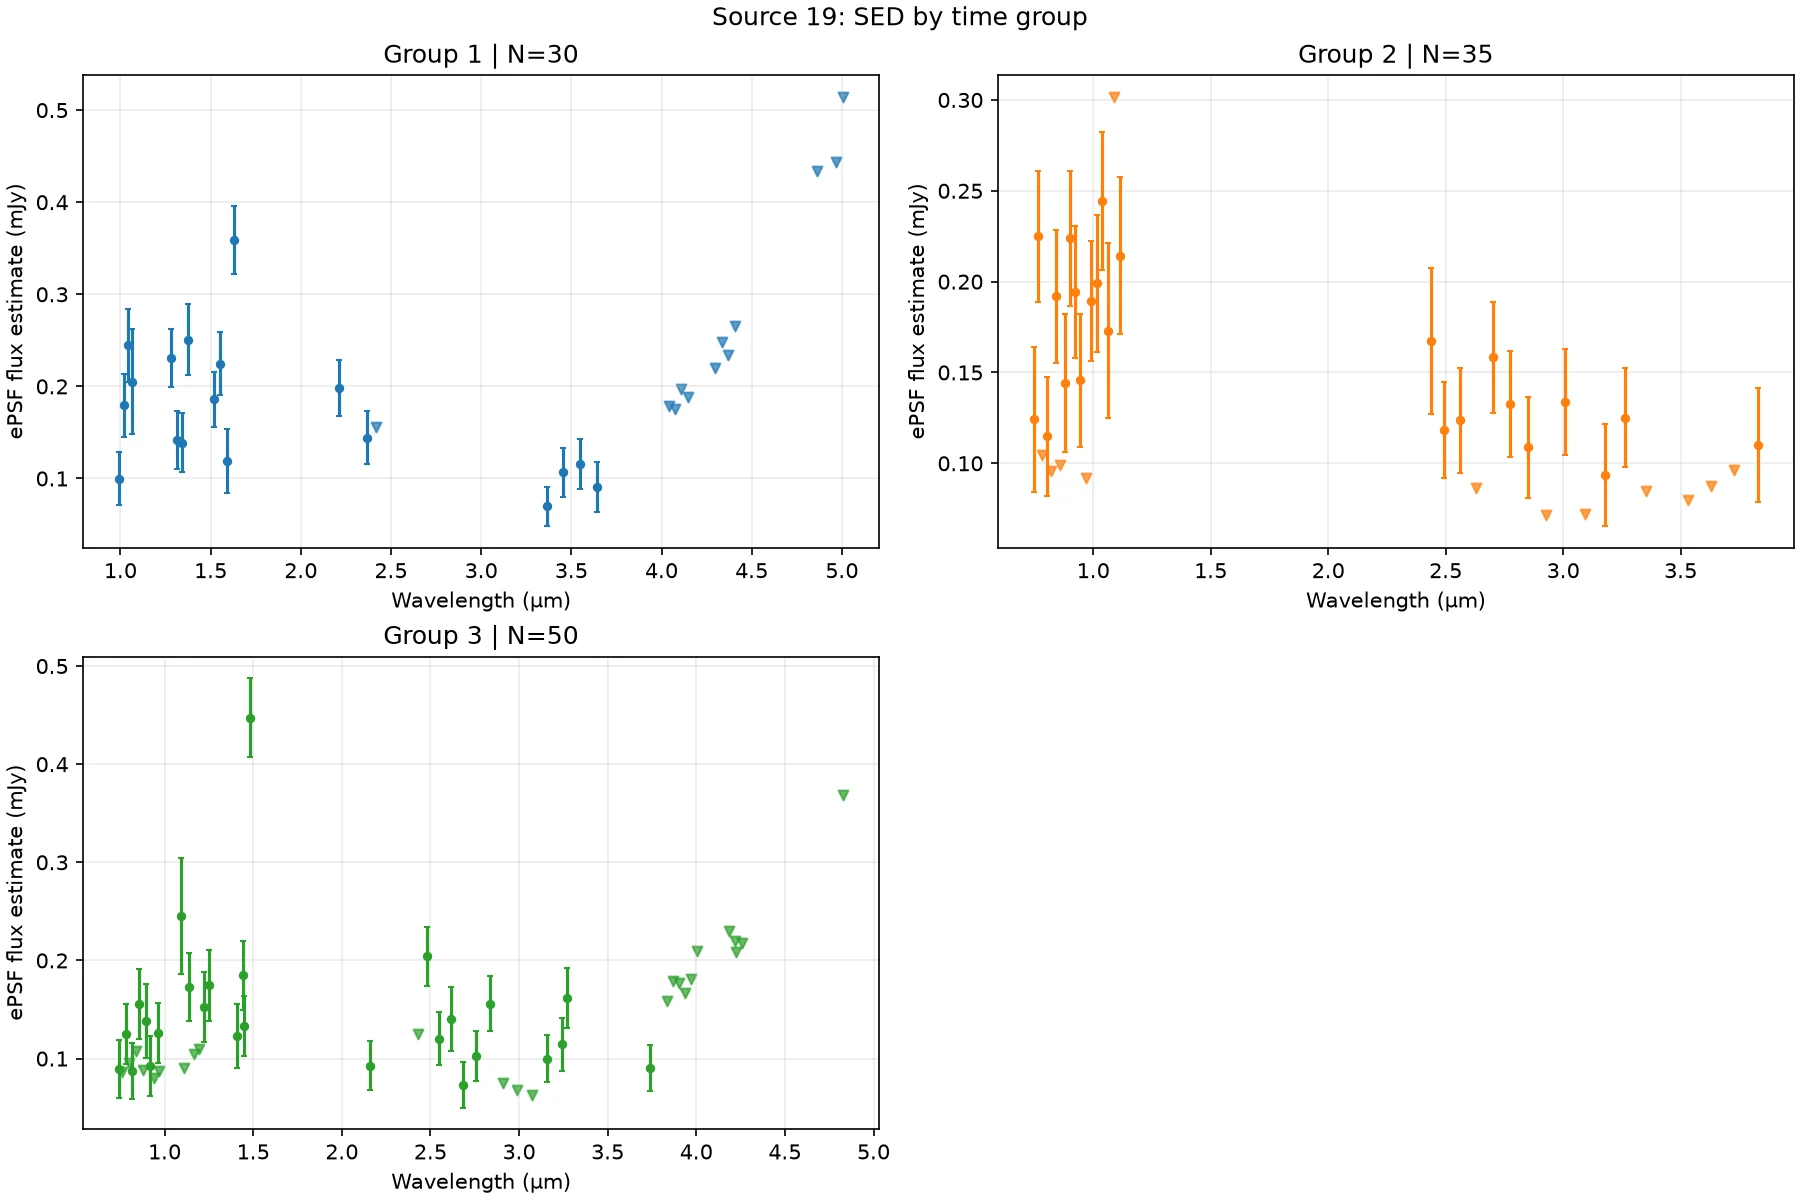 Source 19: SED by time group
Group 1 | N=30
ePSF flux estimate (mJy)
0.5
0.4
0.3
0.2
0.1
1.0 1.5 2.0 2.5 3.0 3.5 4.0 4.5 5.0
Wavelength (µm)
Group 2 | N=35
ePSF flux estimate (mJy)
0.30
0.25
0.20
0.15
0.10
1.0 1.5 2.0 2.5 3.0 3.5
Wavelength (µm)
Group 3 | N=50
ePSF flux estimate (mJy)
0.5
0.4
0.3
0.2
0.1
1.0 1.5 2.0 2.5 3.0 3.5 4.0 4.5 5.0
Wavelength (µm)